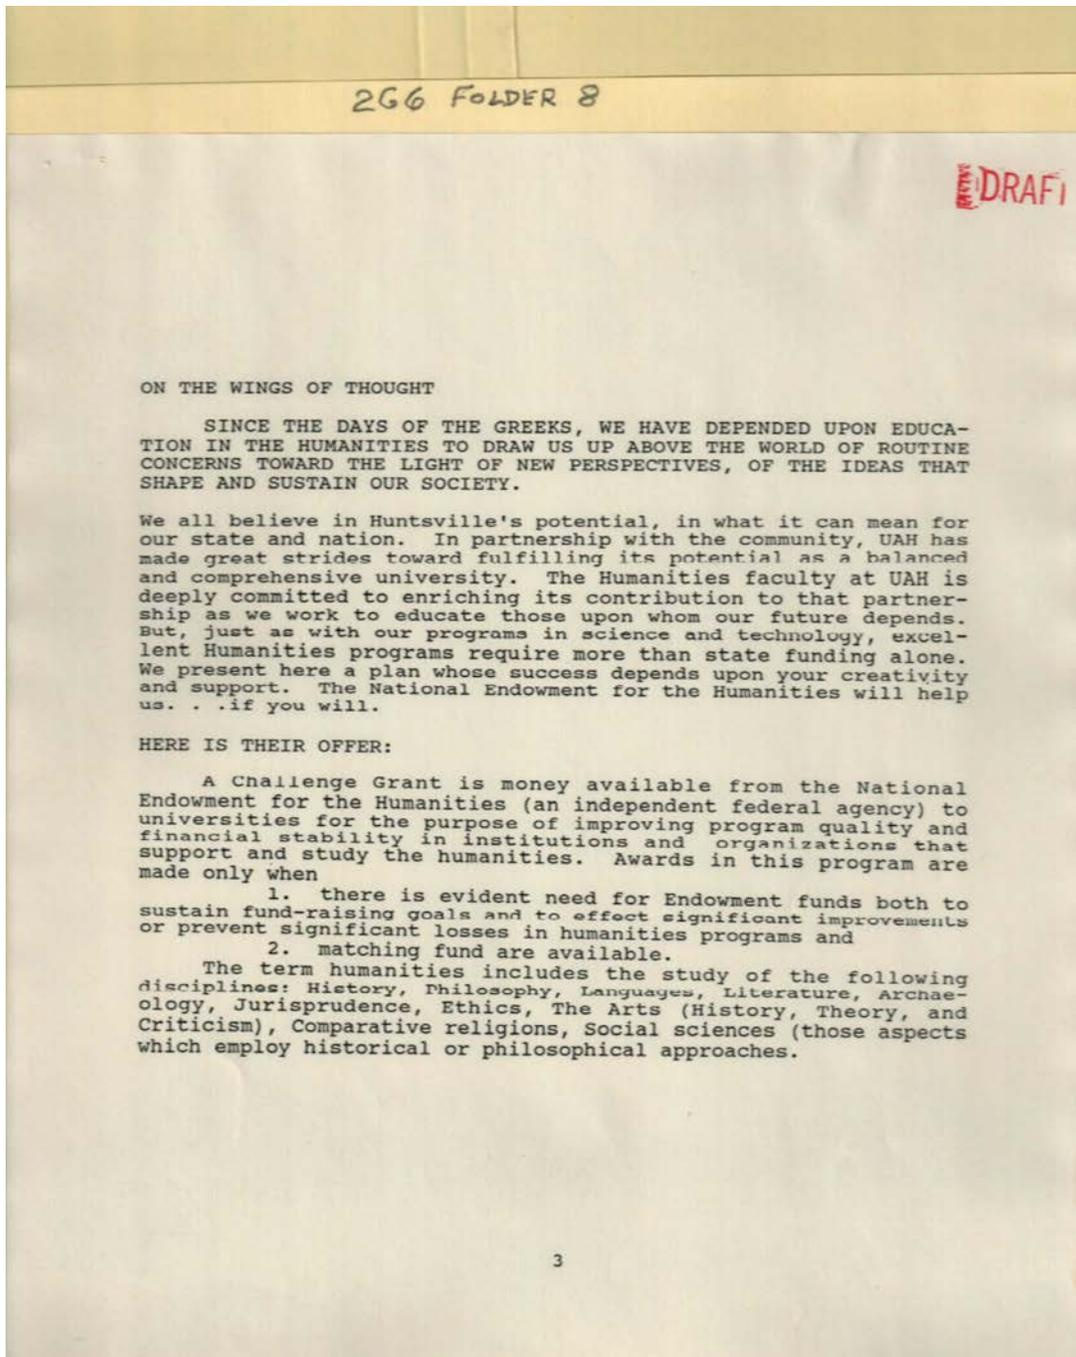 2G6 FOLDER 8
DRAF
ON THE WINGS OF THOUGHT
SINCE THE DAYS OF THE GREEKS, WE HAVE DEPENDED UPON EDUCA-
TION IN THE HUMANITIES TO DRAW US UP ABOVE THE WORLD OF ROUTINE
CONCERNS TOWARD THE LIGHT OF NEW PERSPECTIVES, OF THE IDEAS THAT
SHAPE AND SUSTAIN OUR SOCIETY.
We all believe in Huntsville's potential, in what it can mean for
our state and nation. In partnership with the community, UAH has
made great strides toward fulfilling its potential as a balanced
and comprehensive university. The Humanities faculty at UAH is
deeply committed to enriching its contribution to that partner-
ship as we work to educate those upon whom our future depends.
But, just as with our programs in science and technology, excel-
lent Humanities programs require more than state funding alone.
We present here a plan whose success depends upon your creativity
and support. The National Endowment for the Humanities will help
us. . .if you will.
HERE IS THEIR OFFER:
A Challenge Grant is money available from the National
Endowment for the Humanities (an independent federal agency) to
universities for the purpose of improving program quality and
financial stability in institutions and organizations that
support and study the humanities. Awards in this program are
made only when
1. there is evident need for Endowment funds both to
sustain fund-raising goals and to effect significant improvements
or prevent significant losses in humanities programs and
2. matching fund are available.
The term humanities includes the study of the following
disciplines: History, Philosophy, Languages, Literature, Archae-
ology, Jurisprudence, Ethics, The Arts (History, Theory, and
Criticism), Comparative religions, Social sciences (those aspects
which employ historical or philosophical approaches.
3